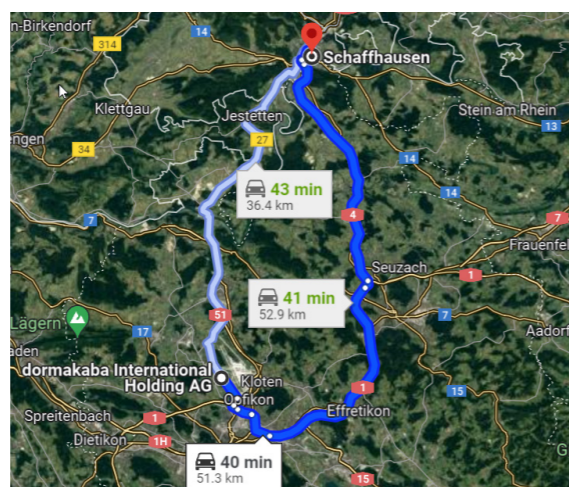 n-Birkendorf
314
14
Schaffhausen
Klettgau
Jestetten
Stein am Rhein
engen
34
27
13
14
43 min
36.4 km
14
7
4
7
Frauenfel
Seuzach
1
41 min
52.9 km
Lägern
51
7
17
Aadorf
aden
dormakaba International
Holding AG
Kloten
1
15
Opfikon
Spreitenbach
1
Effretikon
Dietikon
1H
40 min
51.3 km
15
G